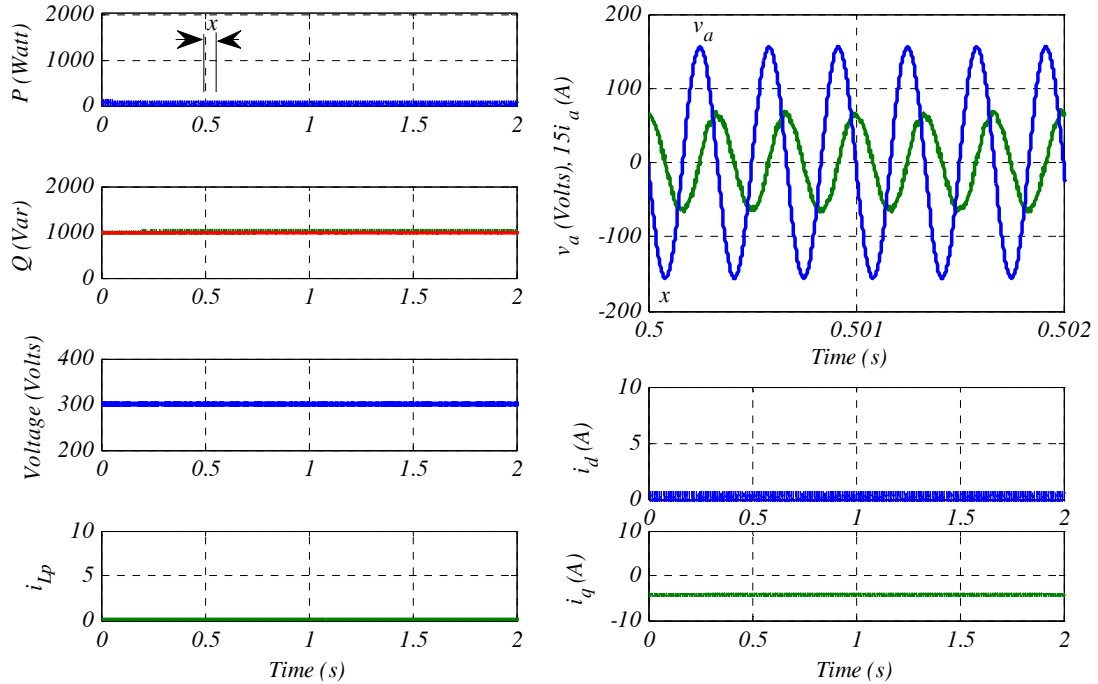 2000
1000
0
P (Watt)
x
0 0.5 1 1.5 2
2000
1000
0
Q (Var)
0 0.5 1 1.5 2
400
300
200
Voltage (Volts)
0 0.5 1 1.5 2
10
5
0
i_Lp
0 0.5 1 1.5 2
Time (s)
200
100
0
-100
-200
v_a (Volts), 15i_a (A)
v_a
x
0.5 0.501 0.502
Time (s)
10
5
0
i_d (A)
0 0.5 1 1.5 2
10
0
-10
i_q (A)
0 0.5 1 1.5 2
Time (s)